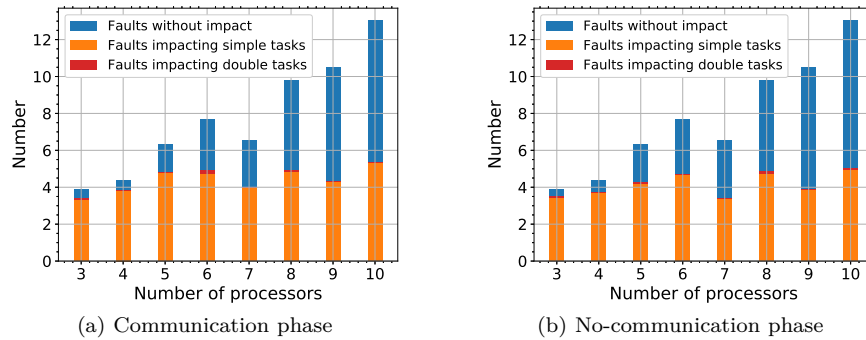 Faults without impact
Faults impacting simple tasks
Faults impacting double tasks
12
10
8
6
4
2
0
Number
3 4 5 6 7 8 9 10
Number of processors
(a) Communication phase
Faults without impact
Faults impacting simple tasks
Faults impacting double tasks
12
10
8
6
4
2
0
Number
3 4 5 6 7 8 9 10
Number of processors
(b) No-communication phase